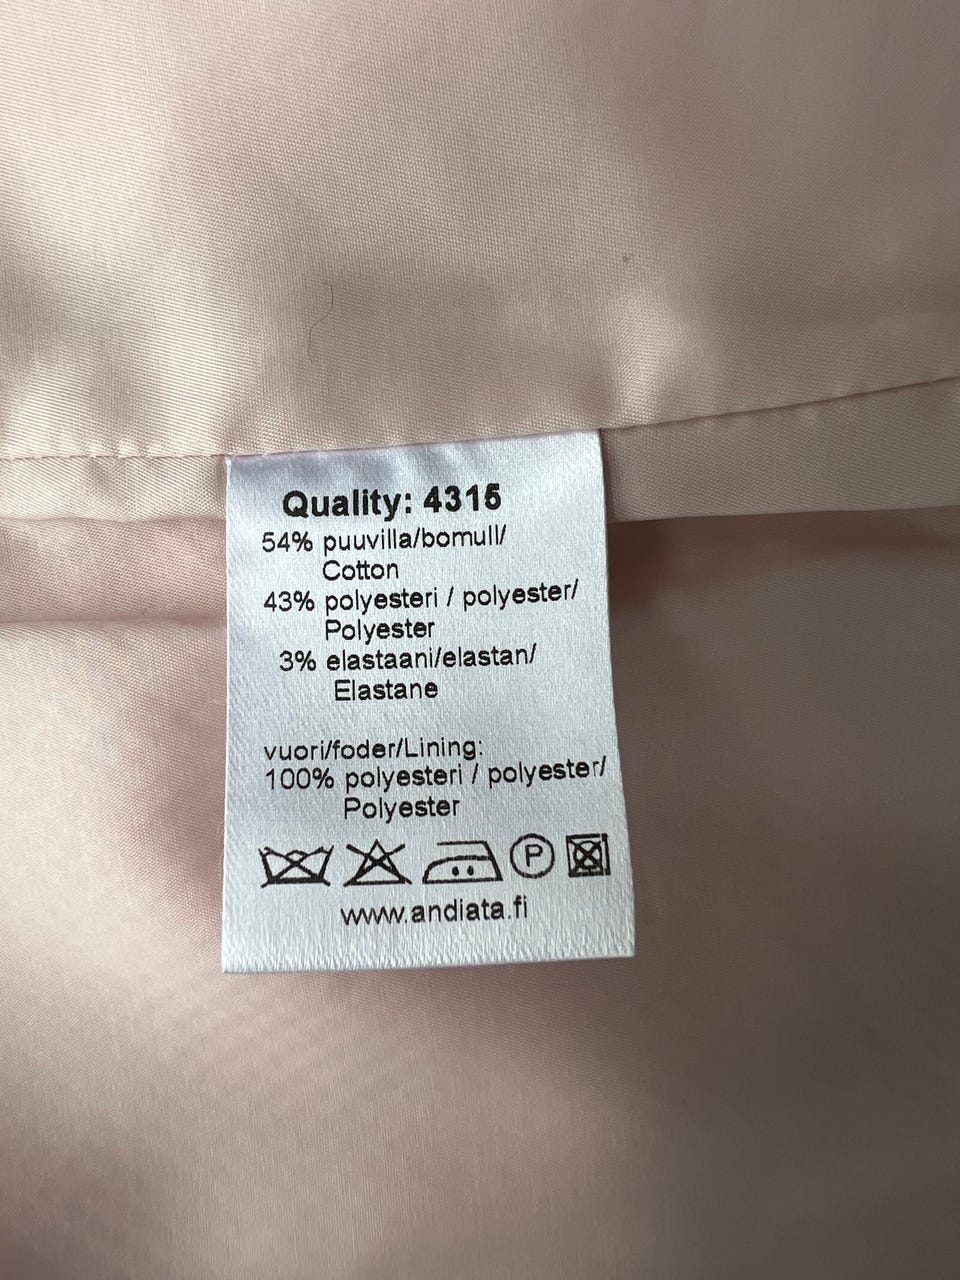 Quality: 4315
54% puuvilla/bomull/
Cotton
43% polyesteri / polyester/
Polyester
3% elastaani/elastan/
Elastane
vuori/foder/Lining:
100% polyesteri / polyester/
Polyester
P
www.andiata.fi